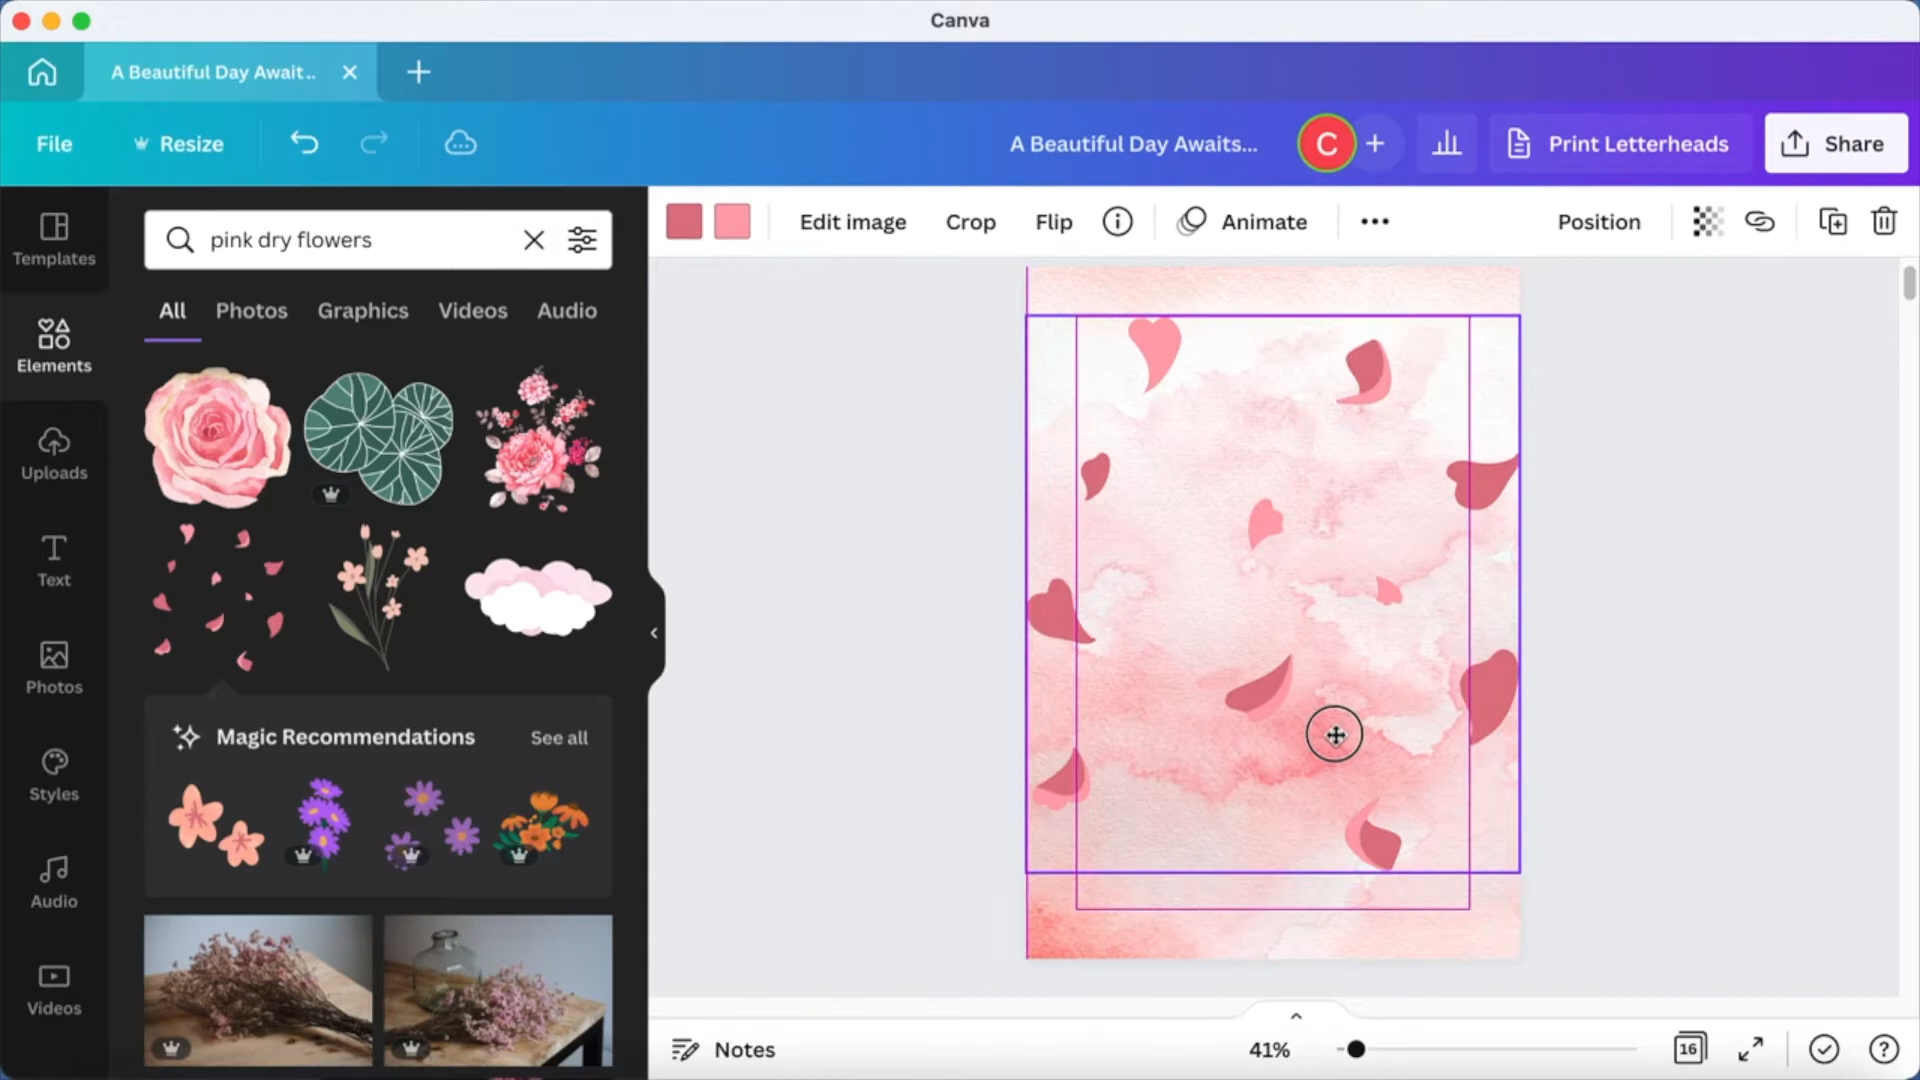 Canva
A Beautiful Day Await...
File
Resize
A Beautiful Day Awaits...
C
Print Letterheads
Share
Templates
Elements
Uploads
Text
Photos
Styles
Audio
Videos
pink dry flowers
All
Photos
Graphics
Videos
Audio
Magic Recommendations
See all
Edit image
Crop
Flip
Animate
Position
Notes
41%
16